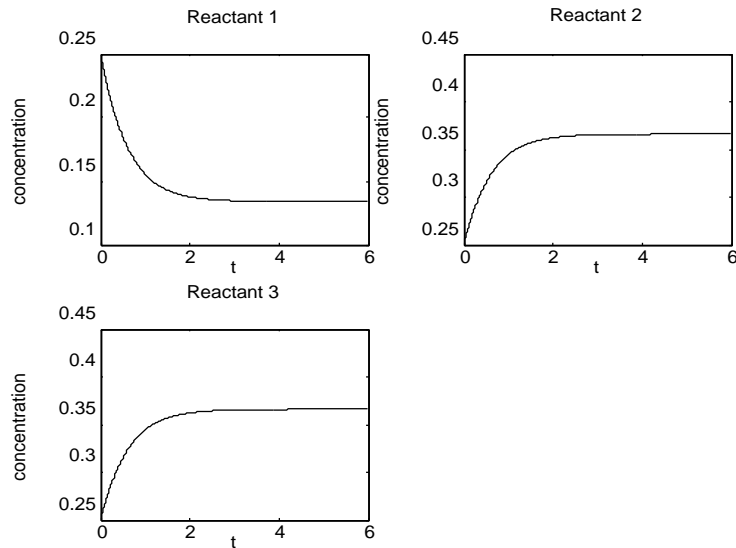 Reactant 1
0.25
0.2
0.15
0.1
concentration
0
2
4
6
t
Reactant 2
0.45
0.4
0.35
0.3
0.25
concentration
0
2
4
6
t
Reactant 3
0.45
0.4
0.35
0.3
0.25
concentration
0
2
4
6
t